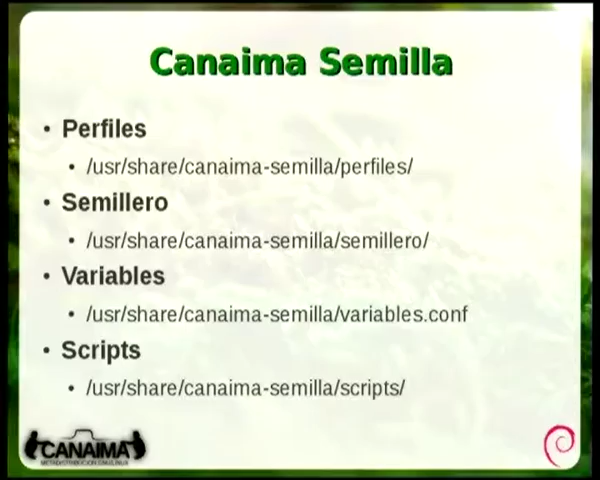 Canaima Semilla
• Perfiles
• /usr/share/canaima-semilla/perfiles/
• Semillero
• /usr/share/canaima-semilla/semillero/
• Variables
• /usr/share/canaima-semilla/variables.conf
• Scripts
• /usr/share/canaima-semilla/scripts/
CANAIMA